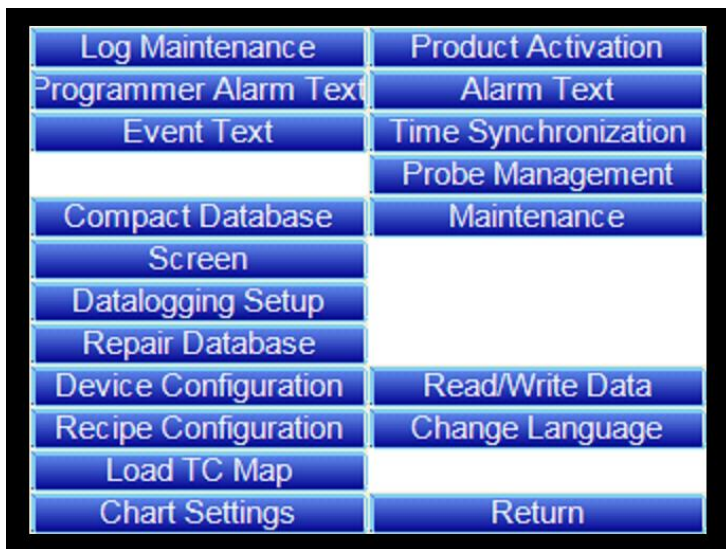 Log Maintenance
Product Activation
Programmer Alarm Text
Alarm Text
Event Text
Time Synchronization
Probe Management
Compact Database
Maintenance
Screen
Datalogging Setup
Repair Database
Device Configuration
Read/Write Data
Recipe Configuration
Change Language
Load TC Map
Chart Settings
Return